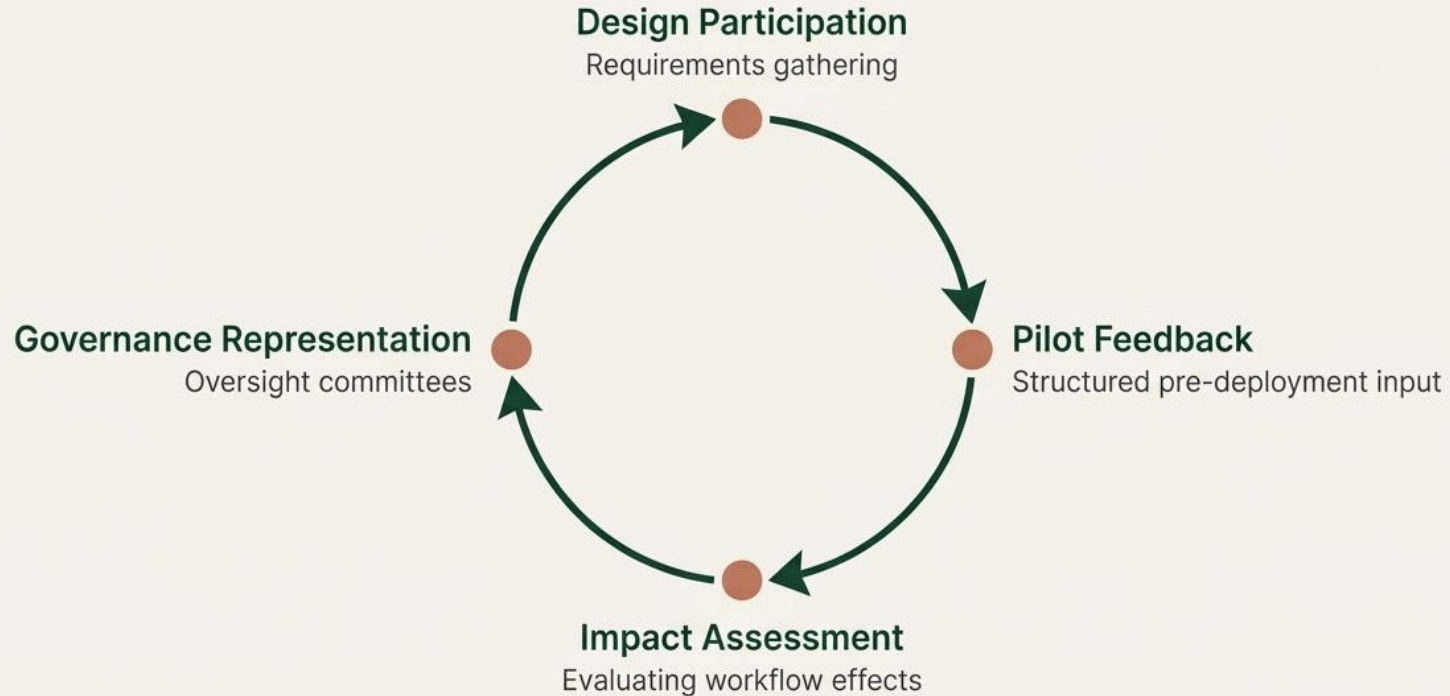 Design Participation
Requirements gathering
Governance Representation
Oversight committees
Pilot Feedback
Structured pre-deployment input
Impact Assessment
Evaluating workflow effects